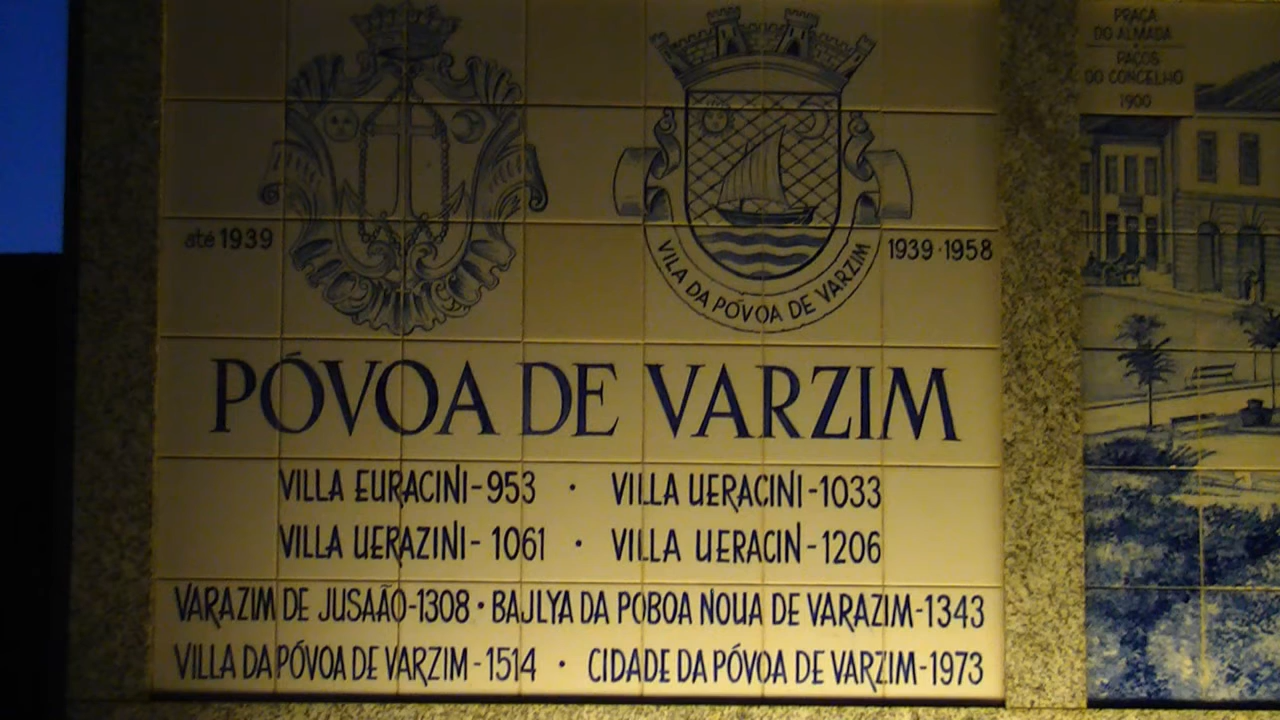 até 1939
VILA DA PÓVOA DE VARZIM
1939·1958
PÓVOA DE VARZIM
VILLA EURACINI-953 · VILLA UERACINI-1033
VILLA UERAZINI-1061 · VILLA UERACIN-1206
VARAZIM DE JUSAÃO-1308·BAJLYA DA POBOA NOUA DE VARAZIM-1343
VILLA DA PÓVOA DE VARZIM-1514 · CIDADE DA PÓVOA DE VARZIM-1973
PRAÇA
DO ALMADA
PAÇOS
DO CONCELHO
1900